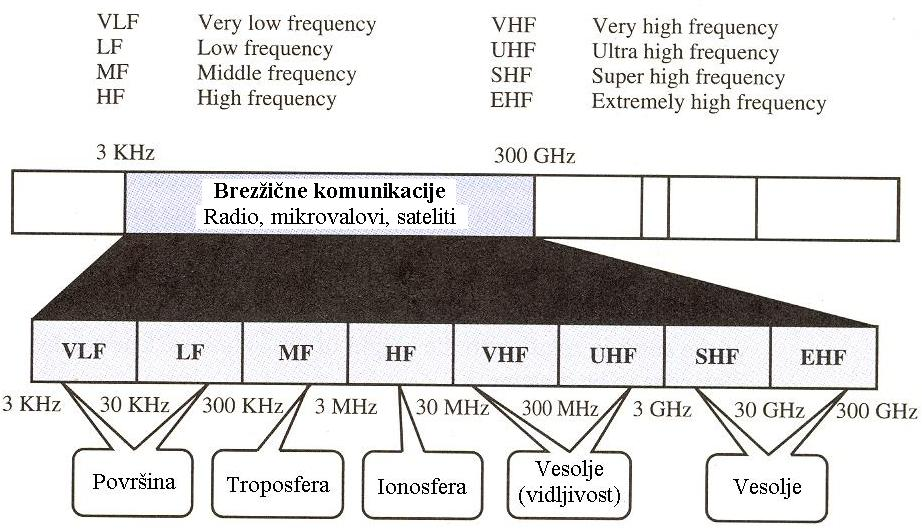 VLF Very low frequency
LF Low frequency
MF Middle frequency
HF High frequency
VHF Very high frequency
UHF Ultra high frequency
SHF Super high frequency
EHF Extremely high frequency
3 KHz 300 GHz
Brezžične komunikacije
Radio, mikrovalovi, sateliti
VLF LF MF HF VHF UHF SHF EHF
3 KHz 30 KHz 300 KHz 3 MHz 30 MHz 300 MHz 3 GHz 30 GHz 300 GHz
Površina
Troposfera
Ionosfera
Vesolje
(vidljivost)
Vesolje